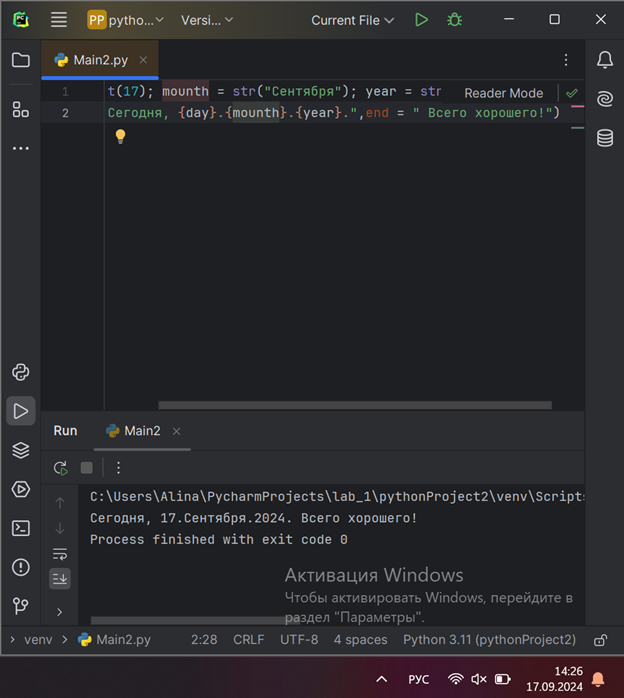 PC
PP pytho... Versi... Current File
Main2.py
1 t(17); mounth = str("Сентября"); year = str Reader Mode
2 Сегодня, {day}.{mounth}.{year}.",end = " Всего хорошего!")
Run Main2
C:\Users\Alina\PycharmProjects\lab_1\pythonProject2\venv\Script
Сегодня, 17.Сентября.2024. Всего хорошего!
Process finished with exit code 0
Активация Windows
Чтобы активировать Windows, перейдите в
раздел "Параметры".
venv Main2.py 2:28 CRLF UTF-8 4 spaces Python 3.11 (pythonProject2)
РУС 14:26
17.09.2024